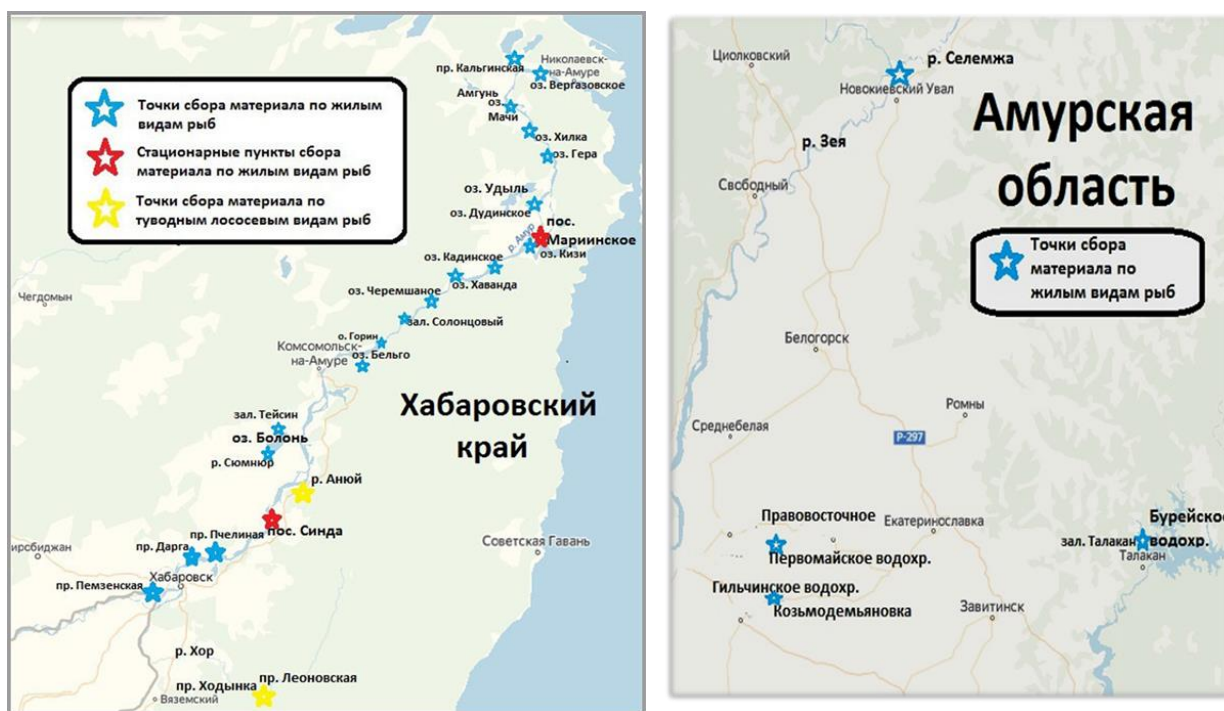 Точки сбора материала по жилым
видам рыб
Стационарные пункты сбора
материала по жилым видам рыб
Точки сбора материала по
туводным лососевым видам рыб
Николаевск-
на-Амуре
пр. Кальгинская
оз. Вергазовское
Амгунь
оз.
Мачи
оз. Хилка
оз. Гера
оз. Удыль
оз. Дудинское
пос.
Мариинское
р. Амур
оз. Кизи
оз. Кадинское
оз. Хаванда
оз. Черемшаное
зал. Солонцовый
о. Горин
Комсомольск-
на-Амуре
оз. Бельго
Чегдомын
Хабаровский
край
зал. Тейсин
оз. Болонь
р. Сюмнюр
р. Анюй
пос. Синда
пр. Пчелиная
пр. Дарга
ирсбиджан
Хабаровск
пр. Пемзенская
Советская Гавань
р. Хор
пр. Леоновская
пр. Ходынка
Вяземский
Циолковский
р. Селемжа
Новокиевский Увал
Амурская
область
р. Зея
Свободный
Точки сбора
материала по
жилым видам рыб
Белогорск
Ромны
Среднебелая
Р-297
Правовосточное
Екатеринославка
Бурейское
зал. Талакан
водохр.
Талакан
Первомайское водохр.
Гильчинское водохр.
Козьмодемьяновка
Завитинск